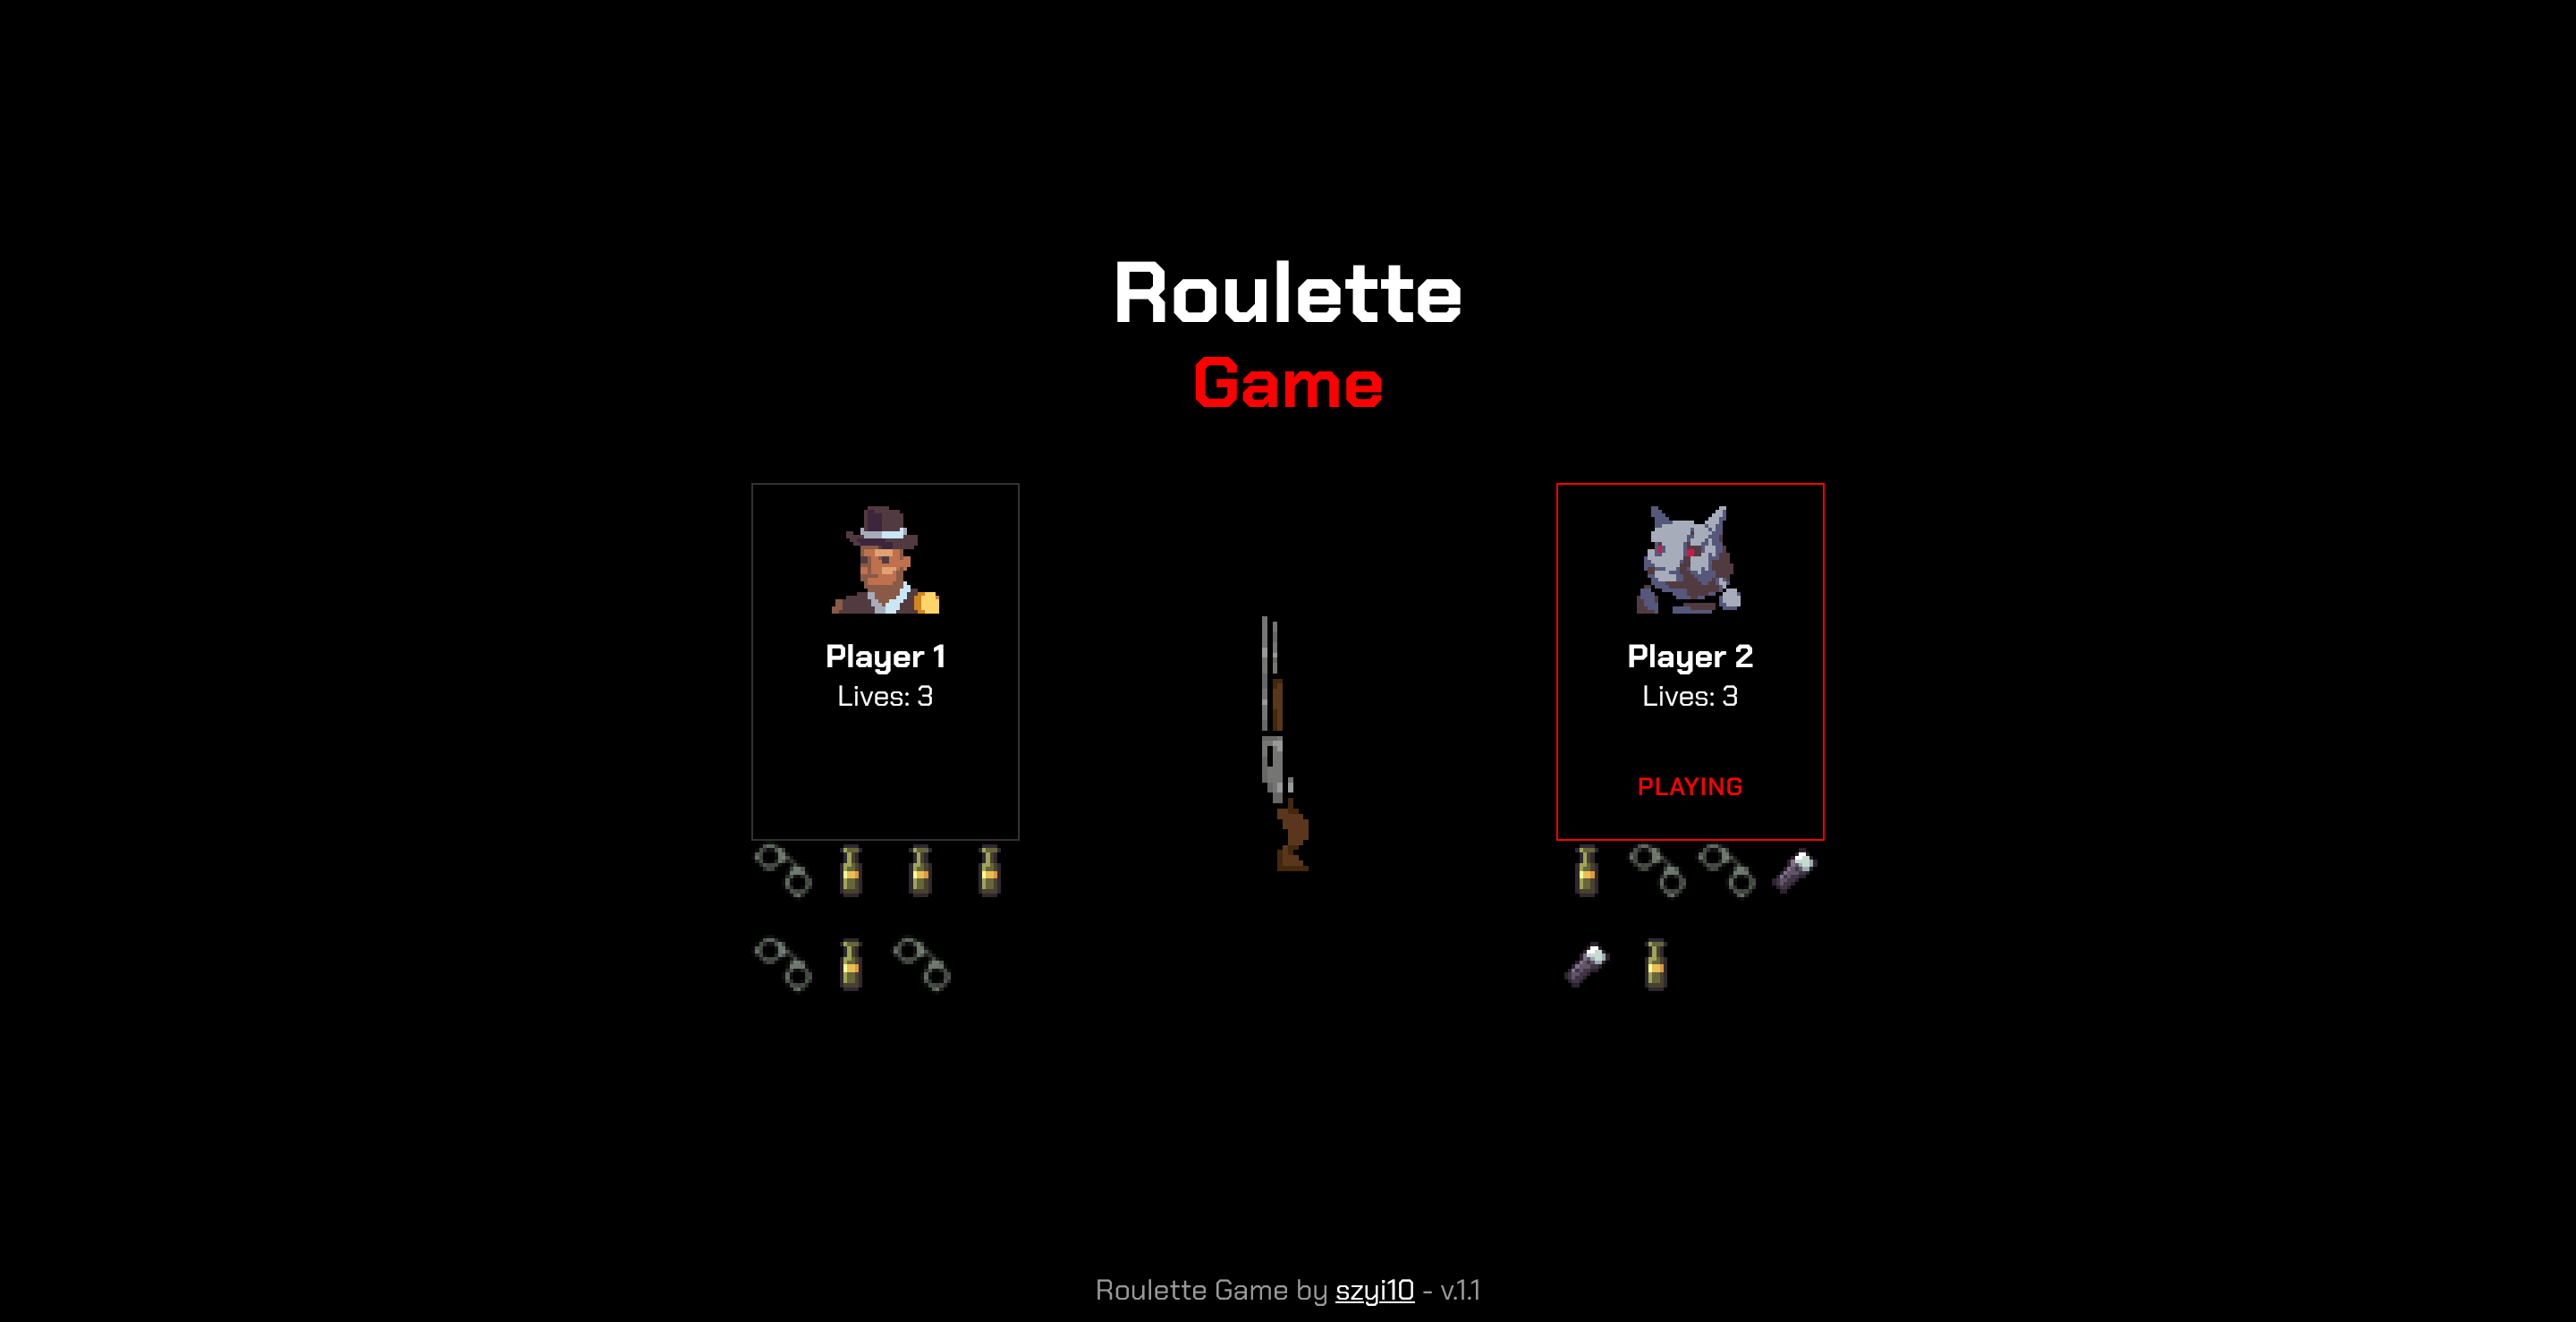 Roulette
Game
Player 1
Lives: 3
Player 2
Lives: 3
PLAYING
Roulette Game by szyi10 - v.1.1